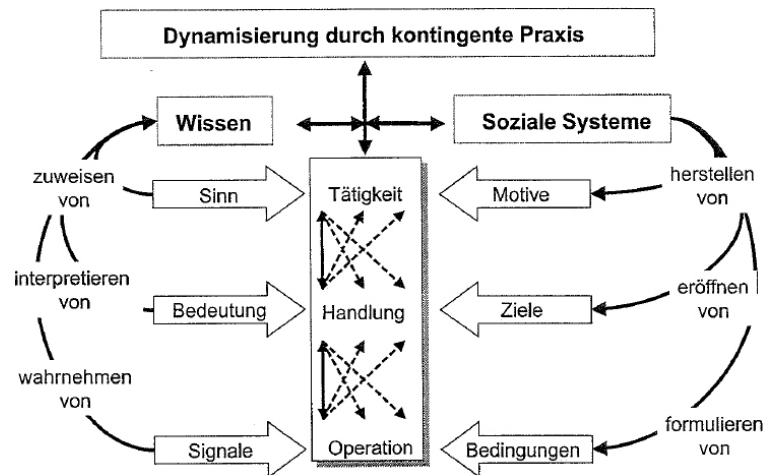 Dynamisierung durch kontingente Praxis
Wissen
Soziale Systeme
zuweisen
von
Sinn
Tätigkeit
Motive
herstellen
von
interpretieren
von
Bedeutung
Handlung
Ziele
eröffnen
von
wahrnehmen
von
Signale
Operation
Bedingungen
formulieren
von